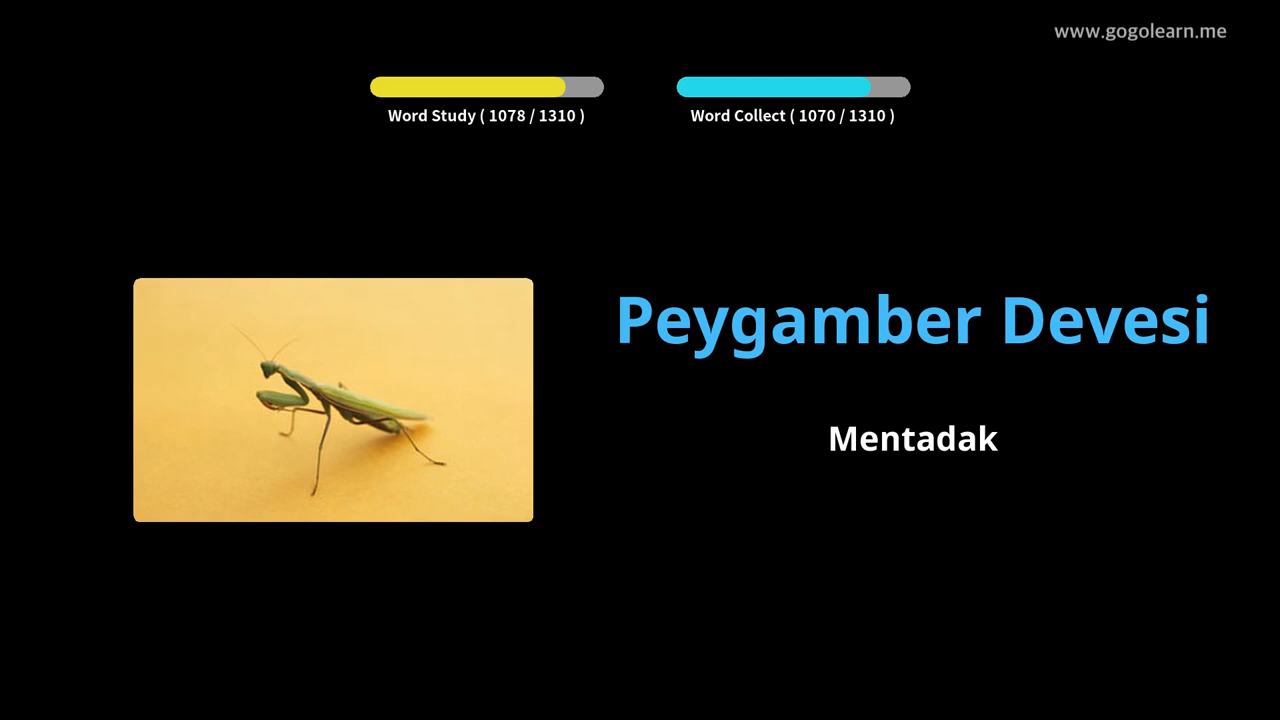 www.gogolearn.me
Word Study ( 1078 / 1310 )
Word Collect ( 1070 / 1310 )
Peygamber Devesi
Mentadak